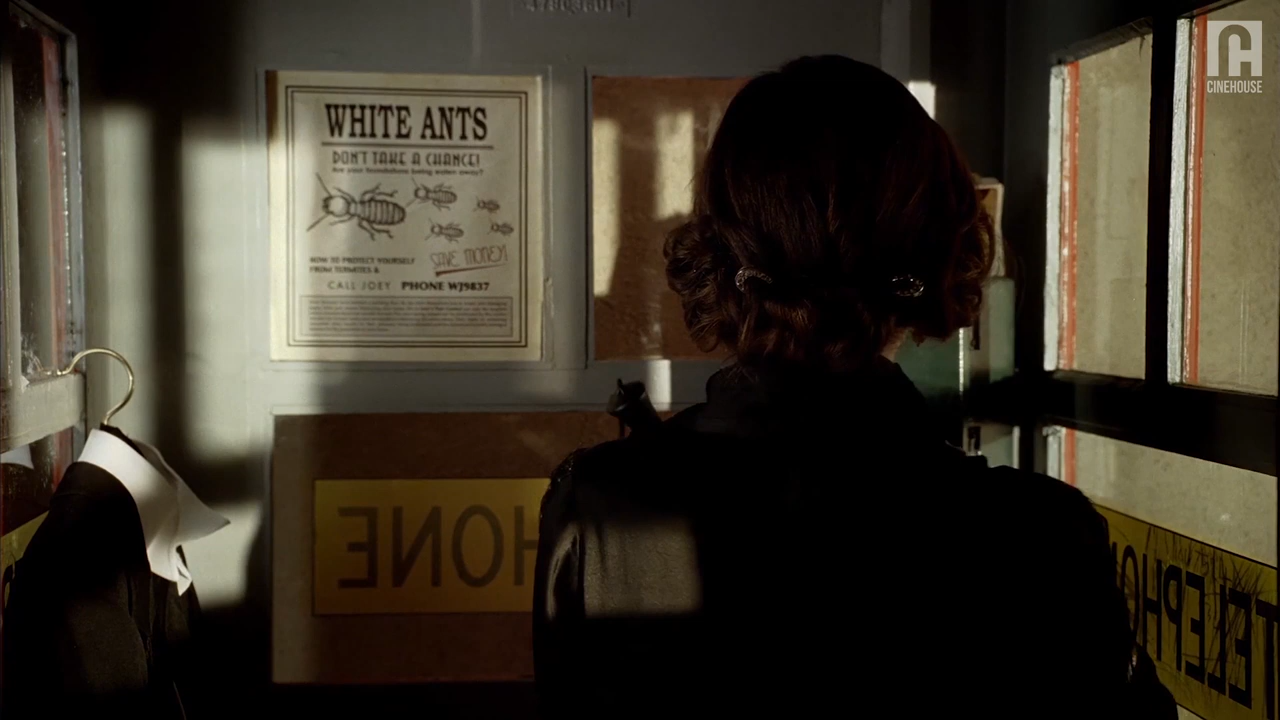 CINEHOUSE
WHITE ANTS
DON'T TAKE A CHANCE!
Are your foundations being eaten away?
SAVE MONEY!
HOW TO PROTECT YOURSELF
FROM TERMITES &
CALL JOEY PHONE WJ9837
HONE
TELEPHO